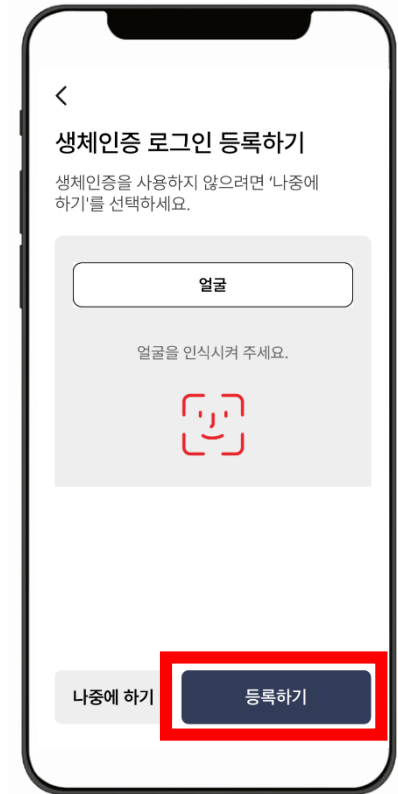 생체인증 로그인 등록하기
생체인증을 사용하지 않으려면 ‘나중에
하기'를 선택하세요.
얼굴
얼굴을 인식시켜 주세요.
나중에 하기
등록하기